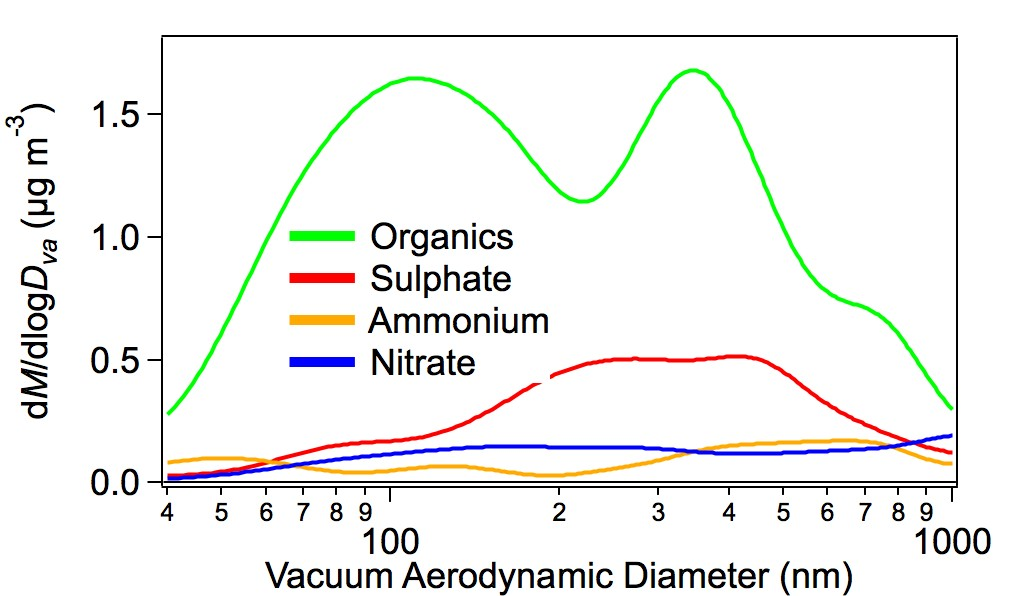 dM/dlogDva (µg m-3)
1.5
1.0
0.5
0.0
Organics
Sulphate
Ammonium
Nitrate
4 5 6 7 8 9 2 3 4 5 6 7 8 9
100 1000
Vacuum Aerodynamic Diameter (nm)